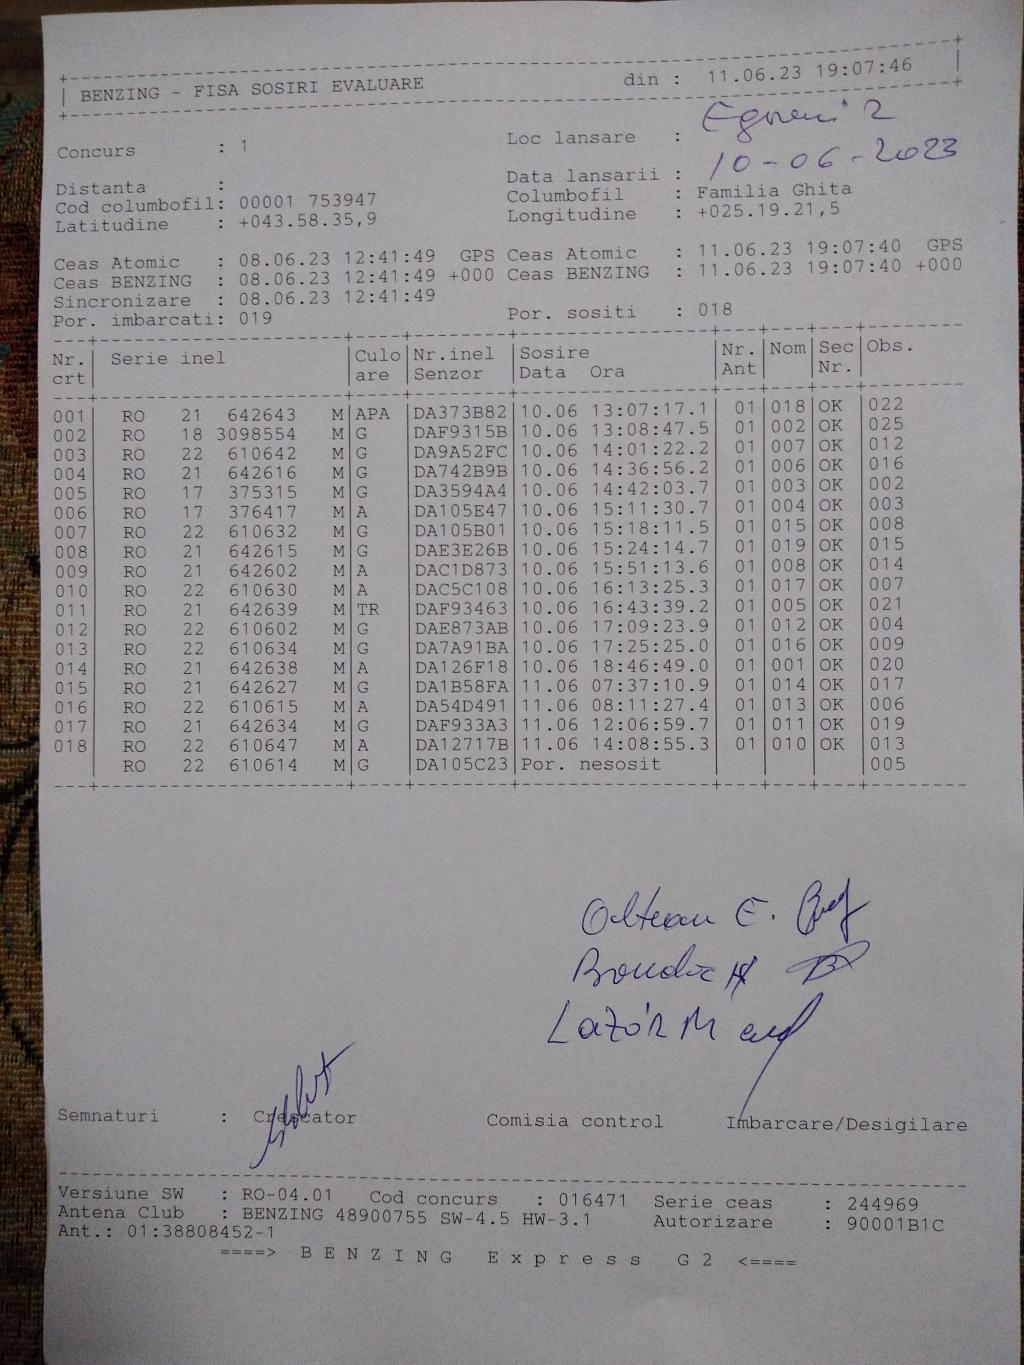 BENZING - FISA SOSIRI EVALUARE din : 11.06.23 19:07:46
Concurs : 1 Loc lansare : 2
Distanta : Data lansarii : 10-06-2023
Cod columbofil: 00001 753947 Columbofil : Familia Ghita
Latitudine : +043.58.35,9 Longitudine : +025.19.21,5
Ceas Atomic : 08.06.23 12:41:49 GPS Ceas Atomic : 11.06.23 19:07:40 GPS
Ceas BENZING : 08.06.23 12:41:49 +000 Ceas BENZING : 11.06.23 19:07:40 +000
Sincronizare : 08.06.23 12:41:49
Por. imbarcati: 019 Por. sositi : 018
Nr. Serie inel Culo Nr.inel Sosire Nr. Nom Sec Obs.
crt are Senzor Data Ora Ant Nr.
001 RO 21 642643 M APA DA373B82 10.06 13:07:17.1 01 018 OK 022
002 RO 18 3098554 M G DAF9315B 10.06 13:08:47.5 01 002 OK 025
003 RO 22 610642 M G DA9A52FC 10.06 14:01:22.2 01 007 OK 012
004 RO 21 642616 M G DA742B9B 10.06 14:36:56.2 01 006 OK 016
005 RO 17 375315 M G DA3594A4 10.06 14:42:03.7 01 003 OK 002
006 RO 17 376417 M A DA105E47 10.06 15:11:30.7 01 004 OK 003
007 RO 22 610632 M G DA105B01 10.06 15:18:11.5 01 015 OK 008
008 RO 21 642615 M G DAE3E26B 10.06 15:24:14.7 01 019 OK 015
009 RO 21 642602 M A DAC1D873 10.06 15:51:13.6 01 008 OK 014
010 RO 22 610630 M A DAC5C108 10.06 16:13:25.3 01 017 OK 007
011 RO 21 642639 M TR DAF93463 10.06 16:43:39.2 01 005 OK 021
012 RO 22 610602 M G DAE873AB 10.06 17:09:23.9 01 012 OK 004
013 RO 22 610634 M G DA7A91BA 10.06 17:25:25.0 01 016 OK 009
014 RO 21 642638 M A DA126F18 10.06 18:46:49.0 01 001 OK 020
015 RO 21 642627 M G DA1B58FA 11.06 07:37:10.9 01 014 OK 017
016 RO 22 610615 M A DA54D491 11.06 08:11:27.4 01 013 OK 006
017 RO 21 642634 M G DAF933A3 11.06 12:06:59.7 01 011 OK 019
018 RO 22 610647 M A DA12717B 11.06 14:08:55.3 01 010 OK 013
RO 22 610614 M G DA105C23 Por. nesosit 005
Oltean E.
Lazár M
Semnaturi : Crescator Comisia control Imbarcare/Desigilare
Versiune SW : RO-04.01 Cod concurs : 016471 Serie ceas : 244969
Antena Club : BENZING 48900755 SW-4.5 HW-3.1 Autorizare : 90001B1C
Ant.: 01:38808452-1
====> BENZING Express G2 <====